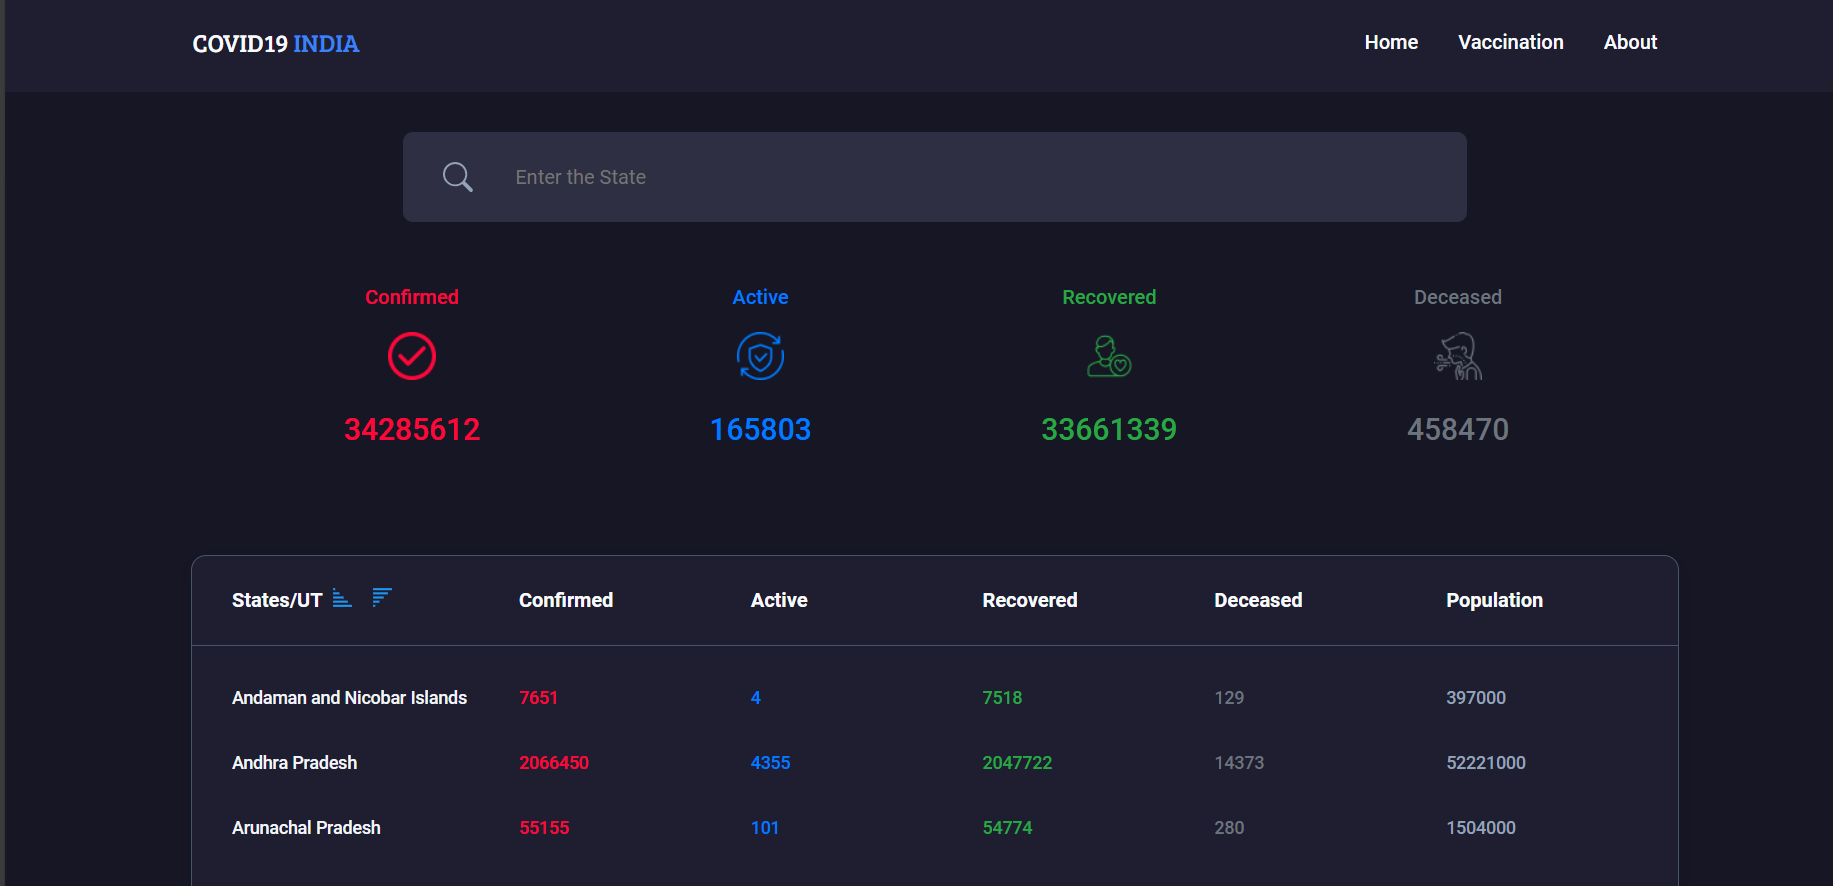 COVID19 INDIA Home Vaccination About
Enter the State
Confirmed Active Recovered Deceased
34285612 165803 33661339 458470
States/UT Confirmed Active Recovered Deceased Population
Andaman and Nicobar Islands 7651 4 7518 129 397000
Andhra Pradesh 2066450 4355 2047722 14373 52221000
Arunachal Pradesh 55155 101 54774 280 1504000